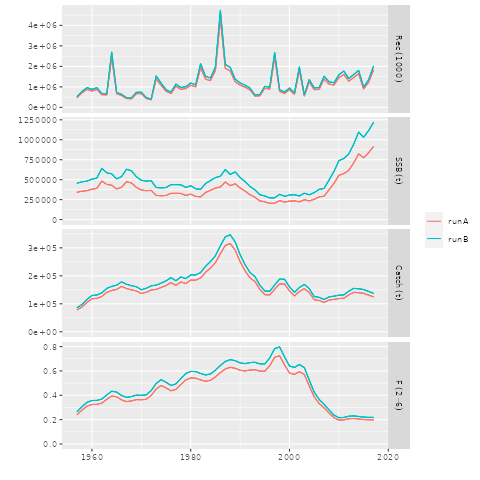 4e+06
3e+06
2e+06
1e+06
0e+00
Rec (1000)
1250000
1000000
750000
500000
250000
0
SSB (t)
3e+05
2e+05
1e+05
0e+00
Catch (t)
0.8
0.6
0.4
0.2
0.0
F (2-6)
1960
1980
2000
2020
runA
runB